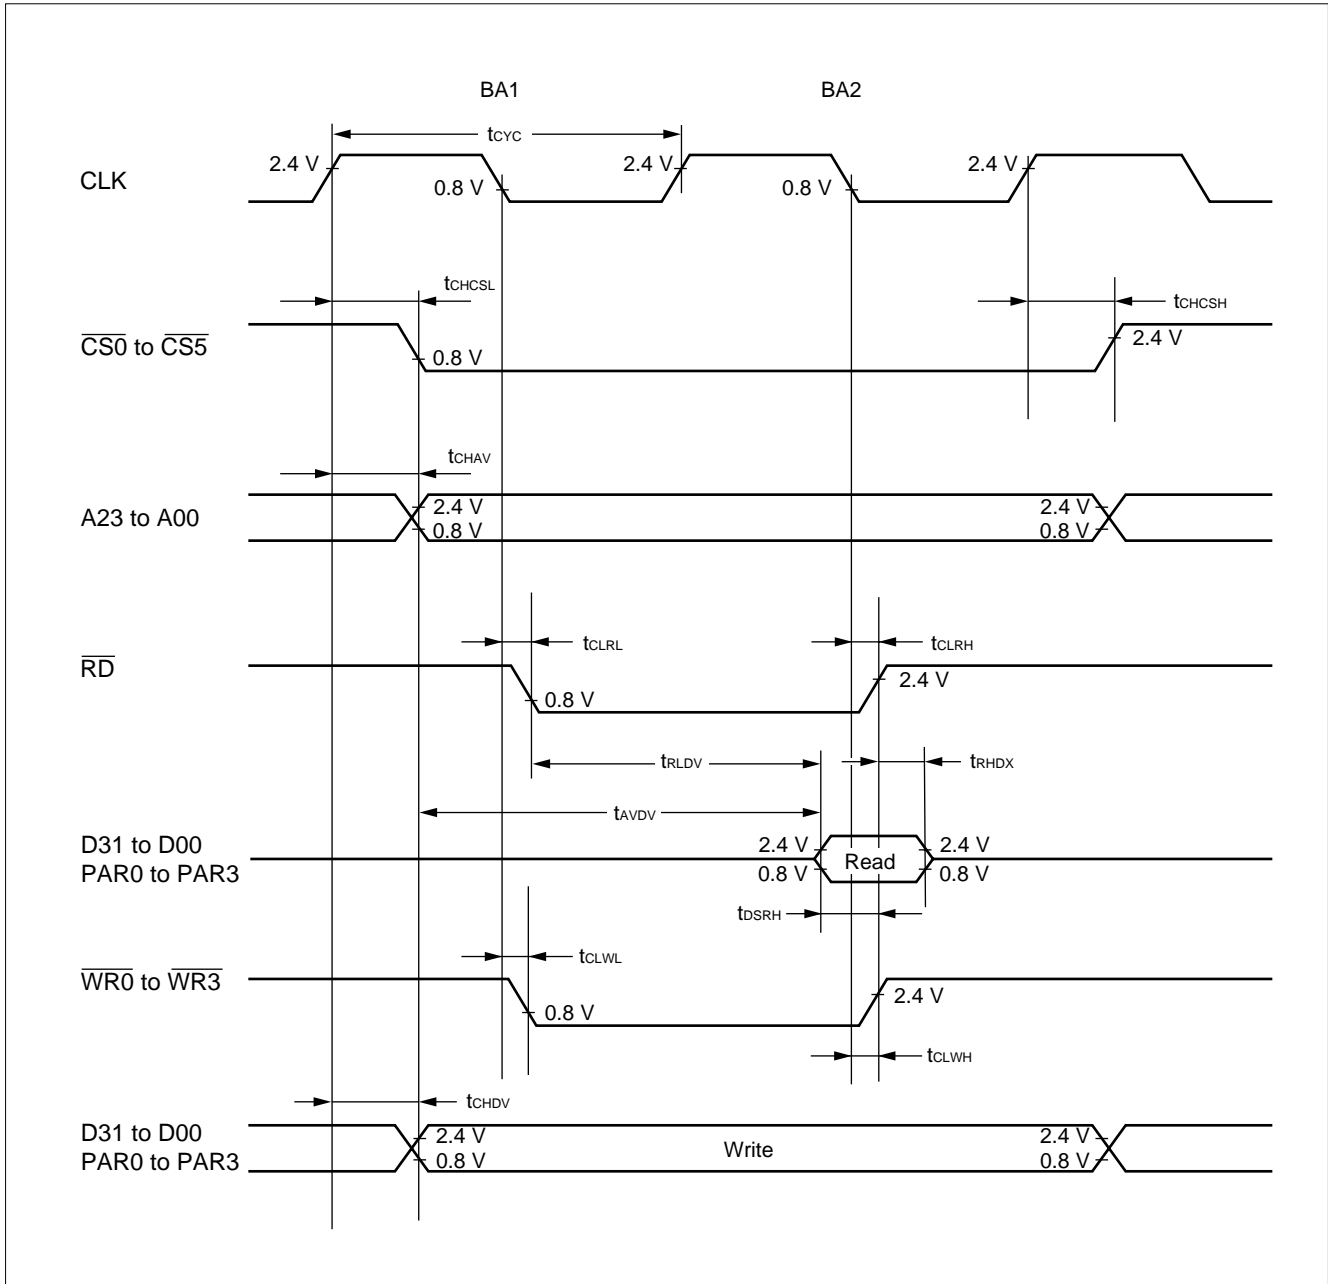 BA1 BA2
tCYC
CLK 2.4 V 0.8 V 2.4 V 0.8 V 2.4 V
tCHCSL tCHCSH
CS0 to CS5 0.8 V 2.4 V
tCHAV
A23 to A00 2.4 V 0.8 V 2.4 V 0.8 V
tCLRL tCLRH
RD 0.8 V 2.4 V
tRLDV tRHDX
tAVDV
D31 to D00 2.4 V 2.4 V
PAR0 to PAR3 0.8 V Read 0.8 V
tDSRH
tCLWL
WR0 to WR3 0.8 V 2.4 V
tCLWH
tCHDV
D31 to D00 2.4 V Write 2.4 V
PAR0 to PAR3 0.8 V 0.8 V